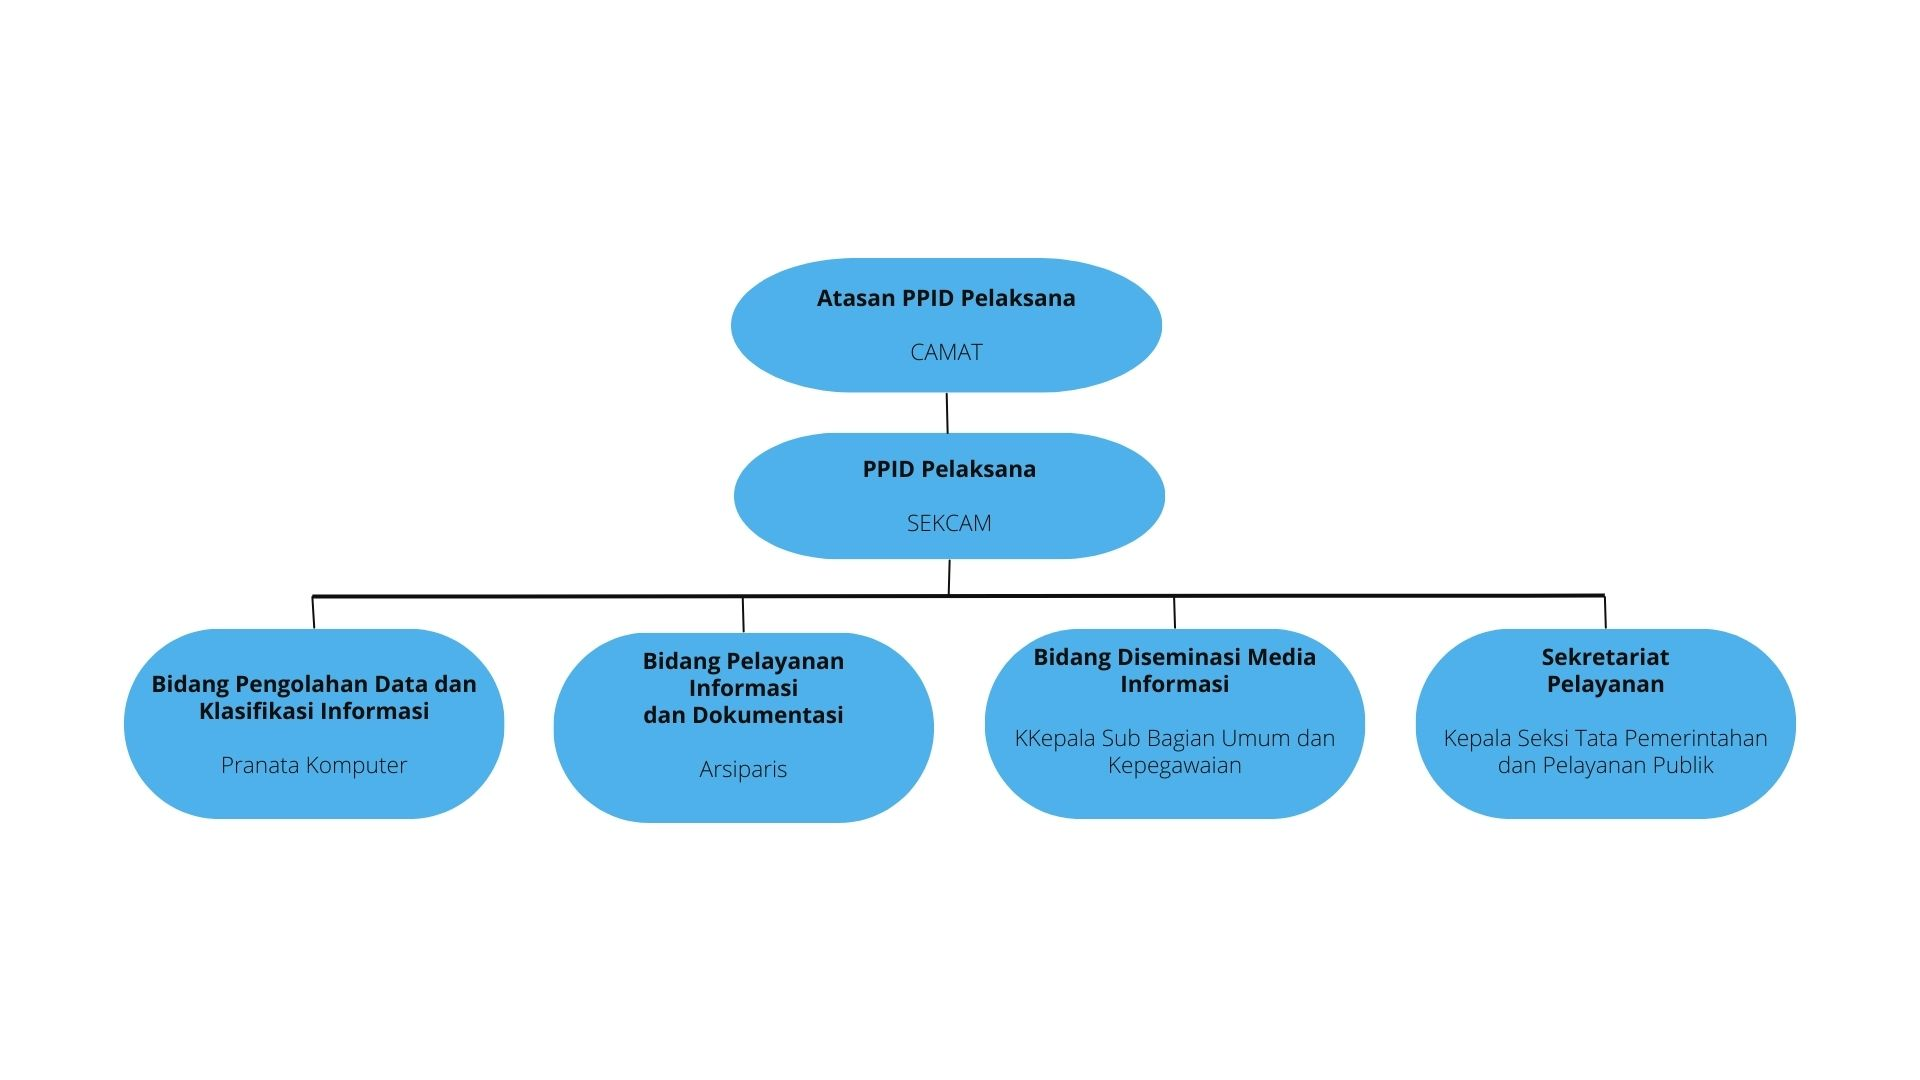 Atasan PPID Pelaksana
CAMAT
PPID Pelaksana
SEKCAM
Bidang Pengolahan Data dan
Klasifikasi Informasi
Pranata Komputer
Bidang Pelayanan
Informasi
dan Dokumentasi
Arsiparis
Bidang Diseminasi Media
Informasi
KKepala Sub Bagian Umum dan
Kepegawaian
Sekretariat
Pelayanan
Kepala Seksi Tata Pemerintahan
dan Pelayanan Publik